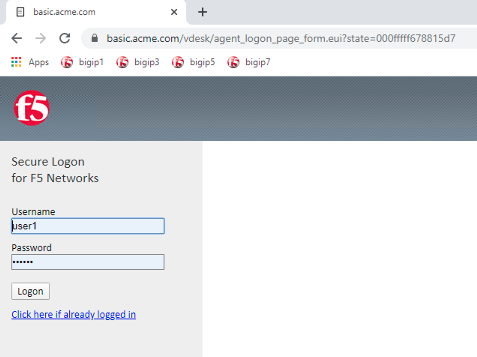 basic.acme.com
basic.acme.com/vdesk/agent_logon_page_form.eui?state=000fffff678815d7
Apps bigip1 bigip3 bigip5 bigip7
f5
Secure Logon
for F5 Networks
Username
user1
Password
••••••
Logon
Click here if already logged in